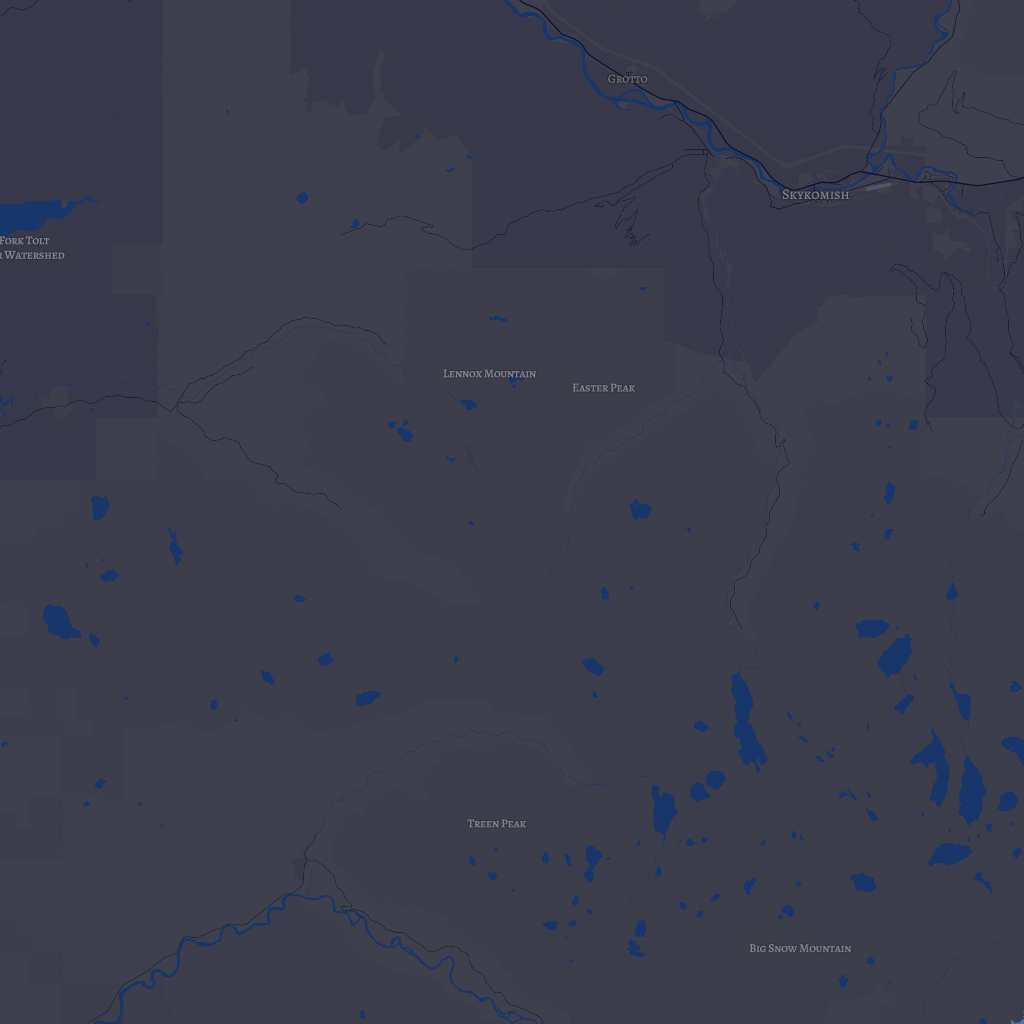 Grotto
Skykomish
Fork Tolt
Watershed
Lennox Mountain
Easter Peak
Treen Peak
Big Snow Mountain